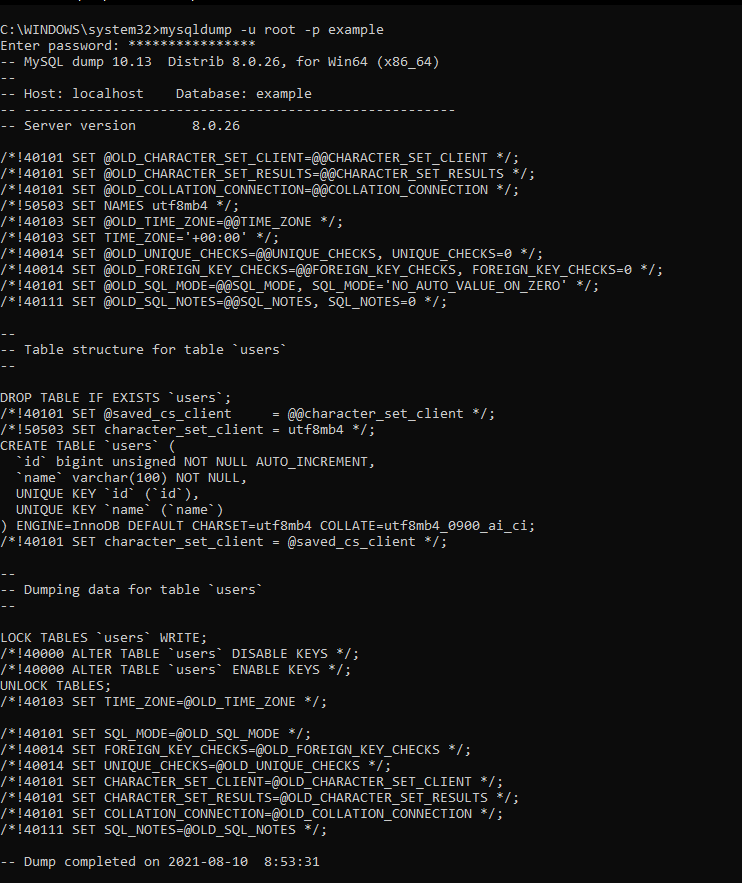 C:\WINDOWS\system32>mysqldump -u root -p example
Enter password: ****************
-- MySQL dump 10.13  Distrib 8.0.26, for Win64 (x86_64)
--
-- Host: localhost    Database: example
-- ------------------------------------------------------
-- Server version       8.0.26

/*!40101 SET @OLD_CHARACTER_SET_CLIENT=@@CHARACTER_SET_CLIENT */;
/*!40101 SET @OLD_CHARACTER_SET_RESULTS=@@CHARACTER_SET_RESULTS */;
/*!40101 SET @OLD_COLLATION_CONNECTION=@@COLLATION_CONNECTION */;
/*!50503 SET NAMES utf8mb4 */;
/*!40103 SET @OLD_TIME_ZONE=@@TIME_ZONE */;
/*!40103 SET TIME_ZONE='+00:00' */;
/*!40014 SET @OLD_UNIQUE_CHECKS=@@UNIQUE_CHECKS, UNIQUE_CHECKS=0 */;
/*!40014 SET @OLD_FOREIGN_KEY_CHECKS=@@FOREIGN_KEY_CHECKS, FOREIGN_KEY_CHECKS=0 */;
/*!40101 SET @OLD_SQL_MODE=@@SQL_MODE, SQL_MODE='NO_AUTO_VALUE_ON_ZERO' */;
/*!40111 SET @OLD_SQL_NOTES=@@SQL_NOTES, SQL_NOTES=0 */;

--
-- Table structure for table `users`
--

DROP TABLE IF EXISTS `users`;
/*!40101 SET @saved_cs_client     = @@character_set_client */;
/*!50503 SET character_set_client = utf8mb4 */;
CREATE TABLE `users` (
  `id` bigint unsigned NOT NULL AUTO_INCREMENT,
  `name` varchar(100) NOT NULL,
  UNIQUE KEY `id` (`id`),
  UNIQUE KEY `name` (`name`)
) ENGINE=InnoDB DEFAULT CHARSET=utf8mb4 COLLATE=utf8mb4_0900_ai_ci;
/*!40101 SET character_set_client = @saved_cs_client */;

--
-- Dumping data for table `users`
--

LOCK TABLES `users` WRITE;
/*!40000 ALTER TABLE `users` DISABLE KEYS */;
/*!40000 ALTER TABLE `users` ENABLE KEYS */;
UNLOCK TABLES;
/*!40103 SET TIME_ZONE=@OLD_TIME_ZONE */;

/*!40101 SET SQL_MODE=@OLD_SQL_MODE */;
/*!40014 SET FOREIGN_KEY_CHECKS=@OLD_FOREIGN_KEY_CHECKS */;
/*!40014 SET UNIQUE_CHECKS=@OLD_UNIQUE_CHECKS */;
/*!40101 SET CHARACTER_SET_CLIENT=@OLD_CHARACTER_SET_CLIENT */;
/*!40101 SET CHARACTER_SET_RESULTS=@OLD_CHARACTER_SET_RESULTS */;
/*!40101 SET COLLATION_CONNECTION=@OLD_COLLATION_CONNECTION */;
/*!40111 SET SQL_NOTES=@OLD_SQL_NOTES */;

-- Dump completed on 2021-08-10  8:53:31